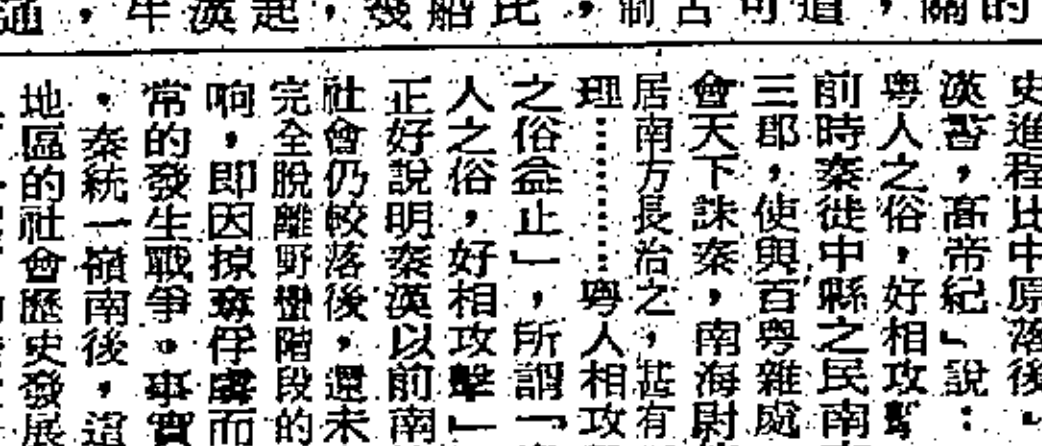 史進程比中原落後。「
漢書，高帝紀」說：
粵人之俗，好相攻擊
前時秦徙中縣之民南
三郡，使與百粵雜處
會天下誅秦，南海尉
居南方長治之，甚有
理………粵人相攻
之俗益止」，所謂「
人之俗，好相攻擊」
正好說明秦漢以前南
社會仍較落後，還未
完全脫離野蠻階段的
响，即因掠奪俘虜而
常的發生戰爭。事實
，秦統一嶺南後，這
地區的社會歷史發展